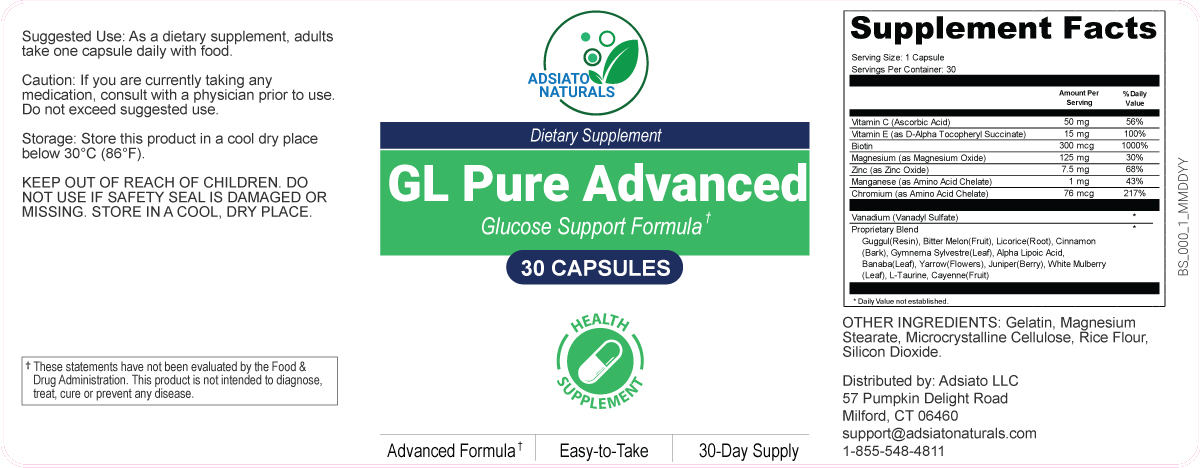 Suggested Use: As a dietary supplement, adults
take one capsule daily with food.
Caution: If you are currently taking any
medication, consult with a physician prior to use.
Do not exceed suggested use.
Storage: Store this product in a cool dry place
below 30°C (86°F).
KEEP OUT OF REACH OF CHILDREN. DO
NOT USE IF SAFETY SEAL IS DAMAGED OR
MISSING. STORE IN A COOL, DRY PLACE.
† These statements have not been evaluated by the Food &
Drug Administration. This product is not intended to diagnose,
treat, cure or prevent any disease.
ADSIATO
NATURALS
Dietary Supplement
GL Pure Advanced
Glucose Support Formula†
30 CAPSULES
HEALTH
SUPPLEMENT
Advanced Formula† Easy-to-Take 30-Day Supply
Supplement Facts
Serving Size: 1 Capsule
Servings Per Container: 30
Amount Per
Serving
%Daily
Value
Vitamin C (Ascorbic Acid) 50 mg 56%
Vitamin E (as D-Alpha Tocopheryl Succinate) 15 mg 100%
Biotin 300 mcg 1000%
Magnesium (as Magnesium Oxide) 125 mg 30%
Zinc (as Zinc Oxide) 7.5 mg 68%
Manganese (as Amino Acid Chelate) 1 mg 43%
Chromium (as Amino Acid Chelate) 76 mcg 217%
Vanadium (Vanadyl Sulfate) *
Proprietary Blend *
Guggul(Resin), Bitter Melon(Fruit), Licorice(Root), Cinnamon
(Bark), Gymnema Sylvestre(Leaf), Alpha Lipoic Acid,
Banaba(Leaf), Yarrow(Flowers), Juniper(Berry), White Mulberry
(Leaf), L-Taurine, Cayenne(Fruit)
* Daily Value not established.
OTHER INGREDIENTS: Gelatin, Magnesium
Stearate, Microcrystalline Cellulose, Rice Flour,
Silicon Dioxide.
Distributed by: Adsiato LLC
57 Pumpkin Delight Road
Milford, CT 06460
support@adsiatonaturals.com
1-855-548-4811
BS_000_1_MMDDYY